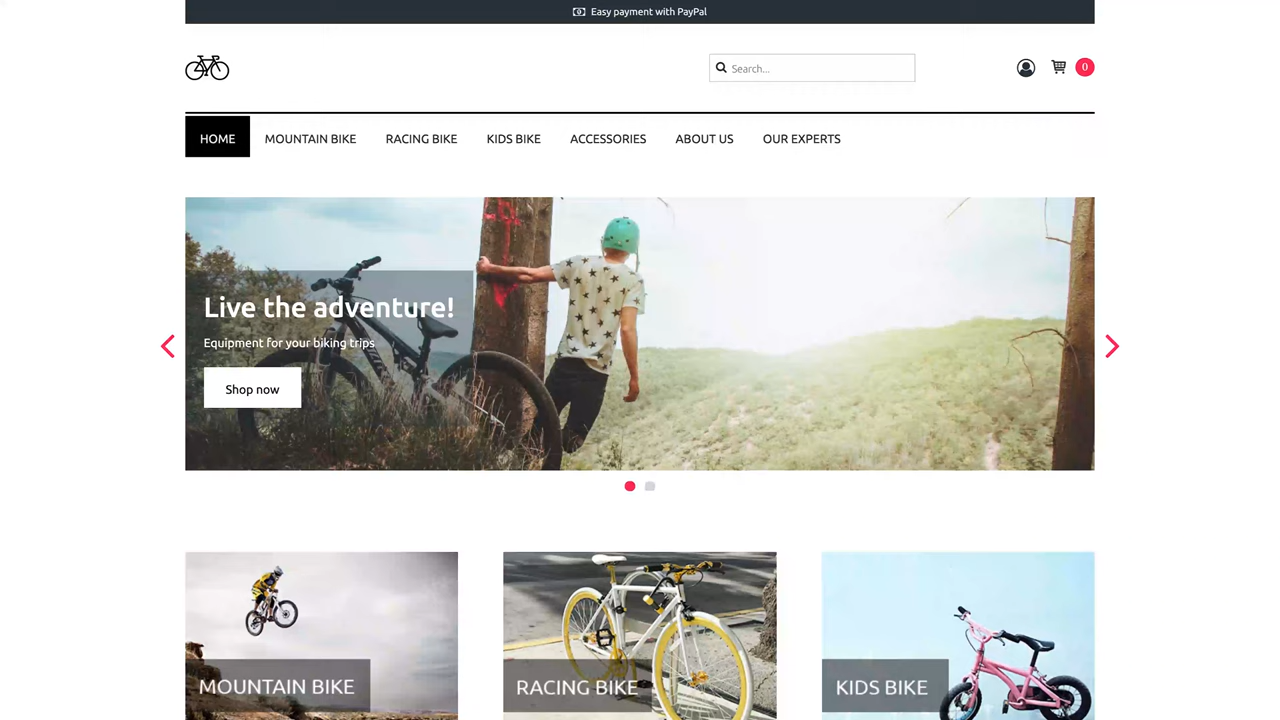 Easy payment with PayPal
Search...
0
HOME MOUNTAIN BIKE RACING BIKE KIDS BIKE ACCESSORIES ABOUT US OUR EXPERTS
Live the adventure!
Equipment for your biking trips
Shop now
MOUNTAIN BIKE RACING BIKE KIDS BIKE